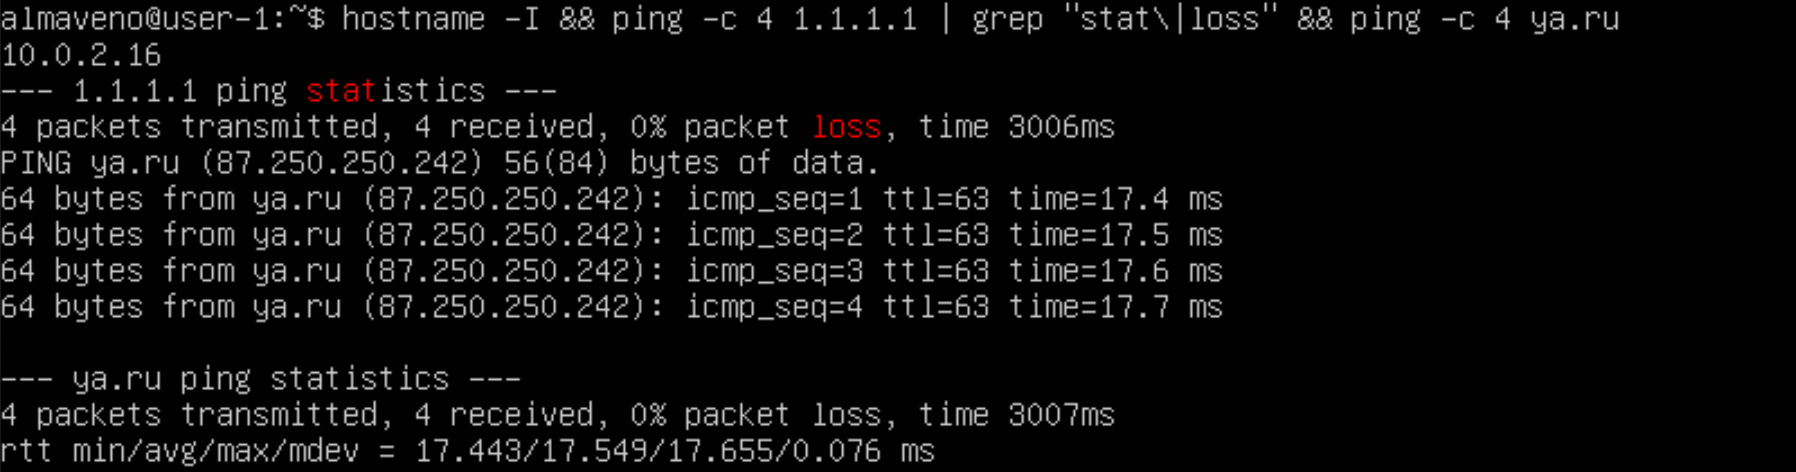 almaveno@user-1:~$ hostname -I && ping -c 4 1.1.1.1 | grep "stat\|loss" && ping -c 4 ya.ru
10.0.2.16
--- 1.1.1.1 ping statistics ---
4 packets transmitted, 4 received, 0% packet loss, time 3006ms
PING ya.ru (87.250.250.242) 56(84) bytes of data.
64 bytes from ya.ru (87.250.250.242): icmp_seq=1 ttl=63 time=17.4 ms
64 bytes from ya.ru (87.250.250.242): icmp_seq=2 ttl=63 time=17.5 ms
64 bytes from ya.ru (87.250.250.242): icmp_seq=3 ttl=63 time=17.6 ms
64 bytes from ya.ru (87.250.250.242): icmp_seq=4 ttl=63 time=17.7 ms
--- ya.ru ping statistics ---
4 packets transmitted, 4 received, 0% packet loss, time 3007ms
rtt min/avg/max/mdev = 17.443/17.549/17.655/0.076 ms